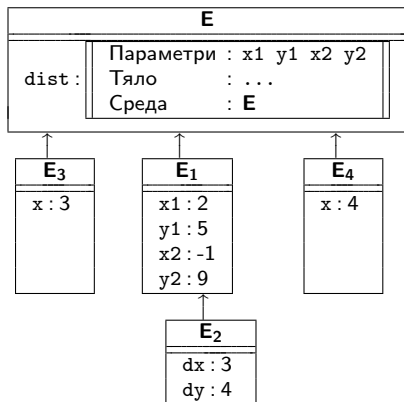 E
dist :
Параметри : x1 y1 x2 y2
Тяло : ...
Среда : E
E3
x : 3
E1
x1 : 2
y1 : 5
x2 : -1
y2 : 9
E4
x : 4
E2
dx : 3
dy : 4